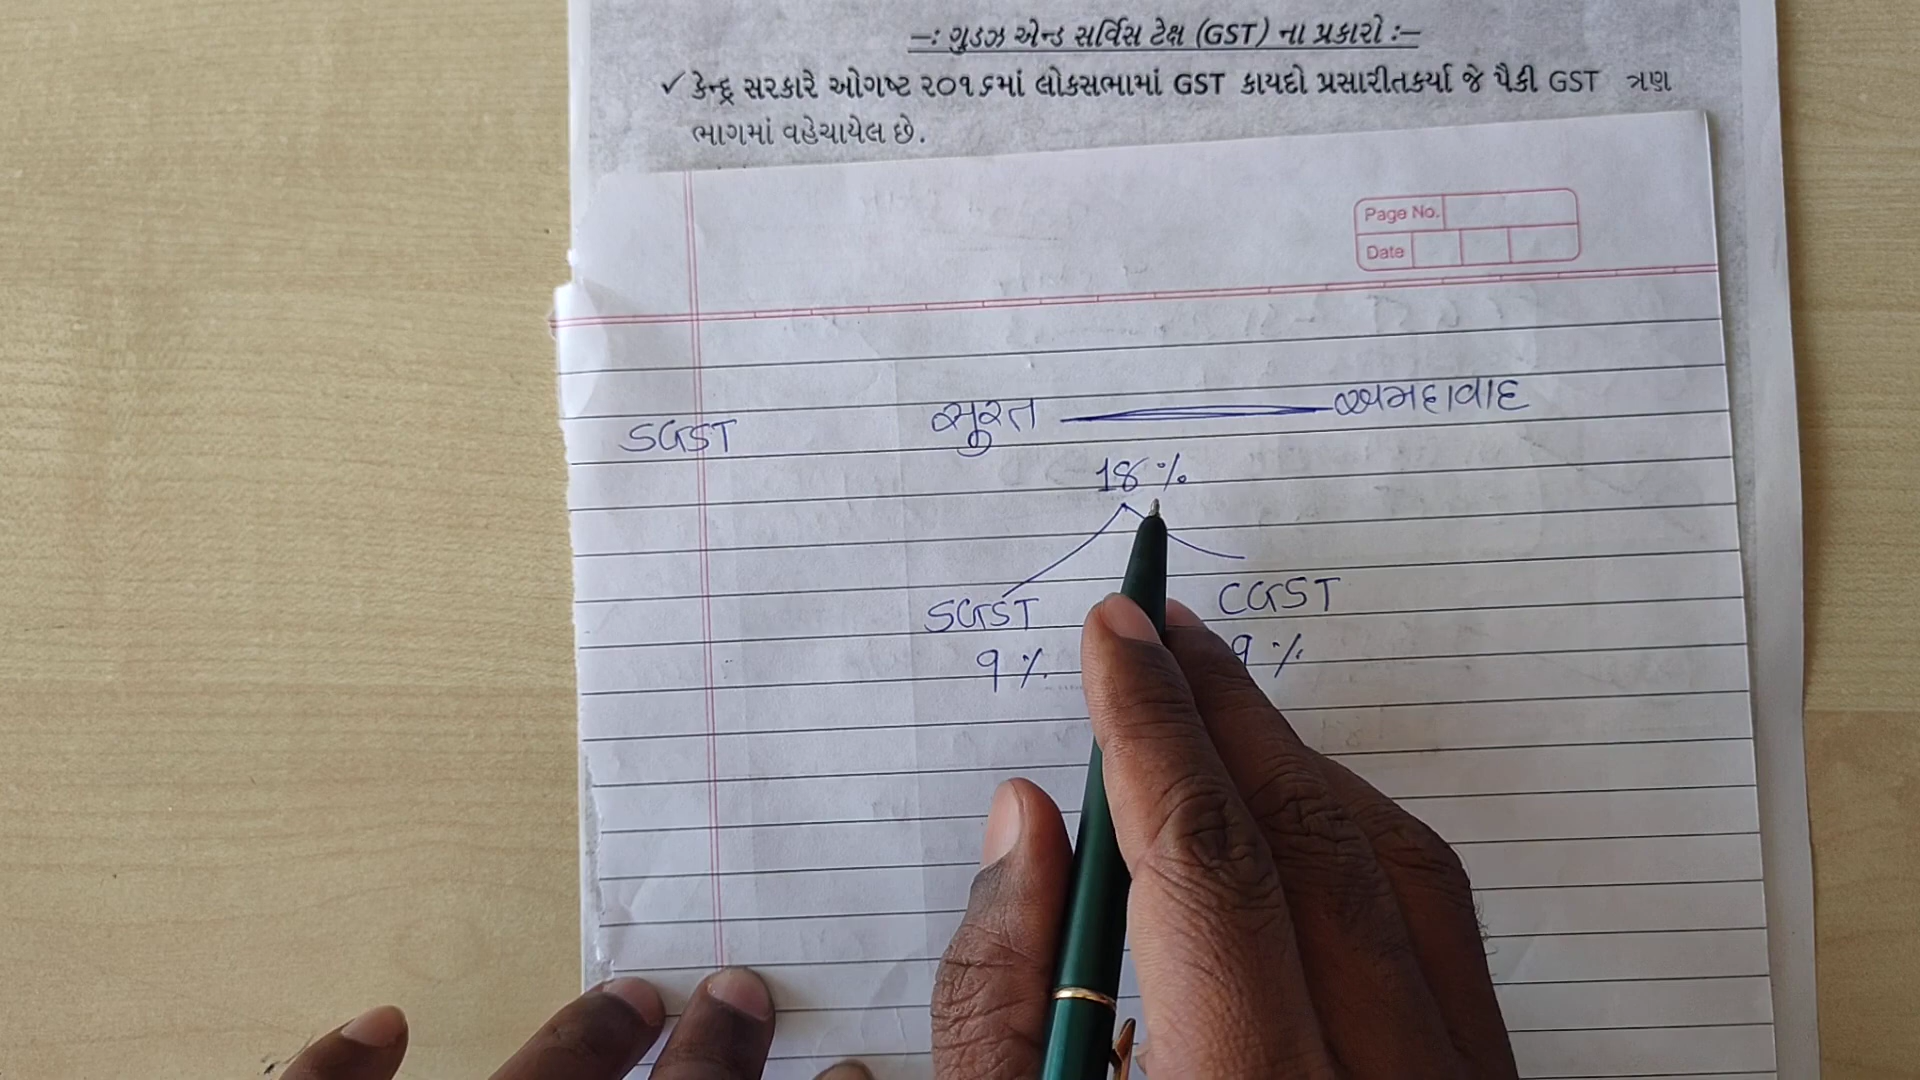 -: ગુડઝ એન્ડ સર્વિસ ટેક્ષ (GST) ના પ્રકારો :-
✓ કેન્દ્ર સરકારે ઓગષ્ટ ૨૦૧૬માં લોકસભામાં GST કાયદો પ્રસારીતકર્યા જે પૈકી GST ત્રણ
ભાગમાં વહેચાયેલ છે.
Page No.
Date
SGST સુરત અમદાવાદ
18 %
SGST CGST
9 % 9 %